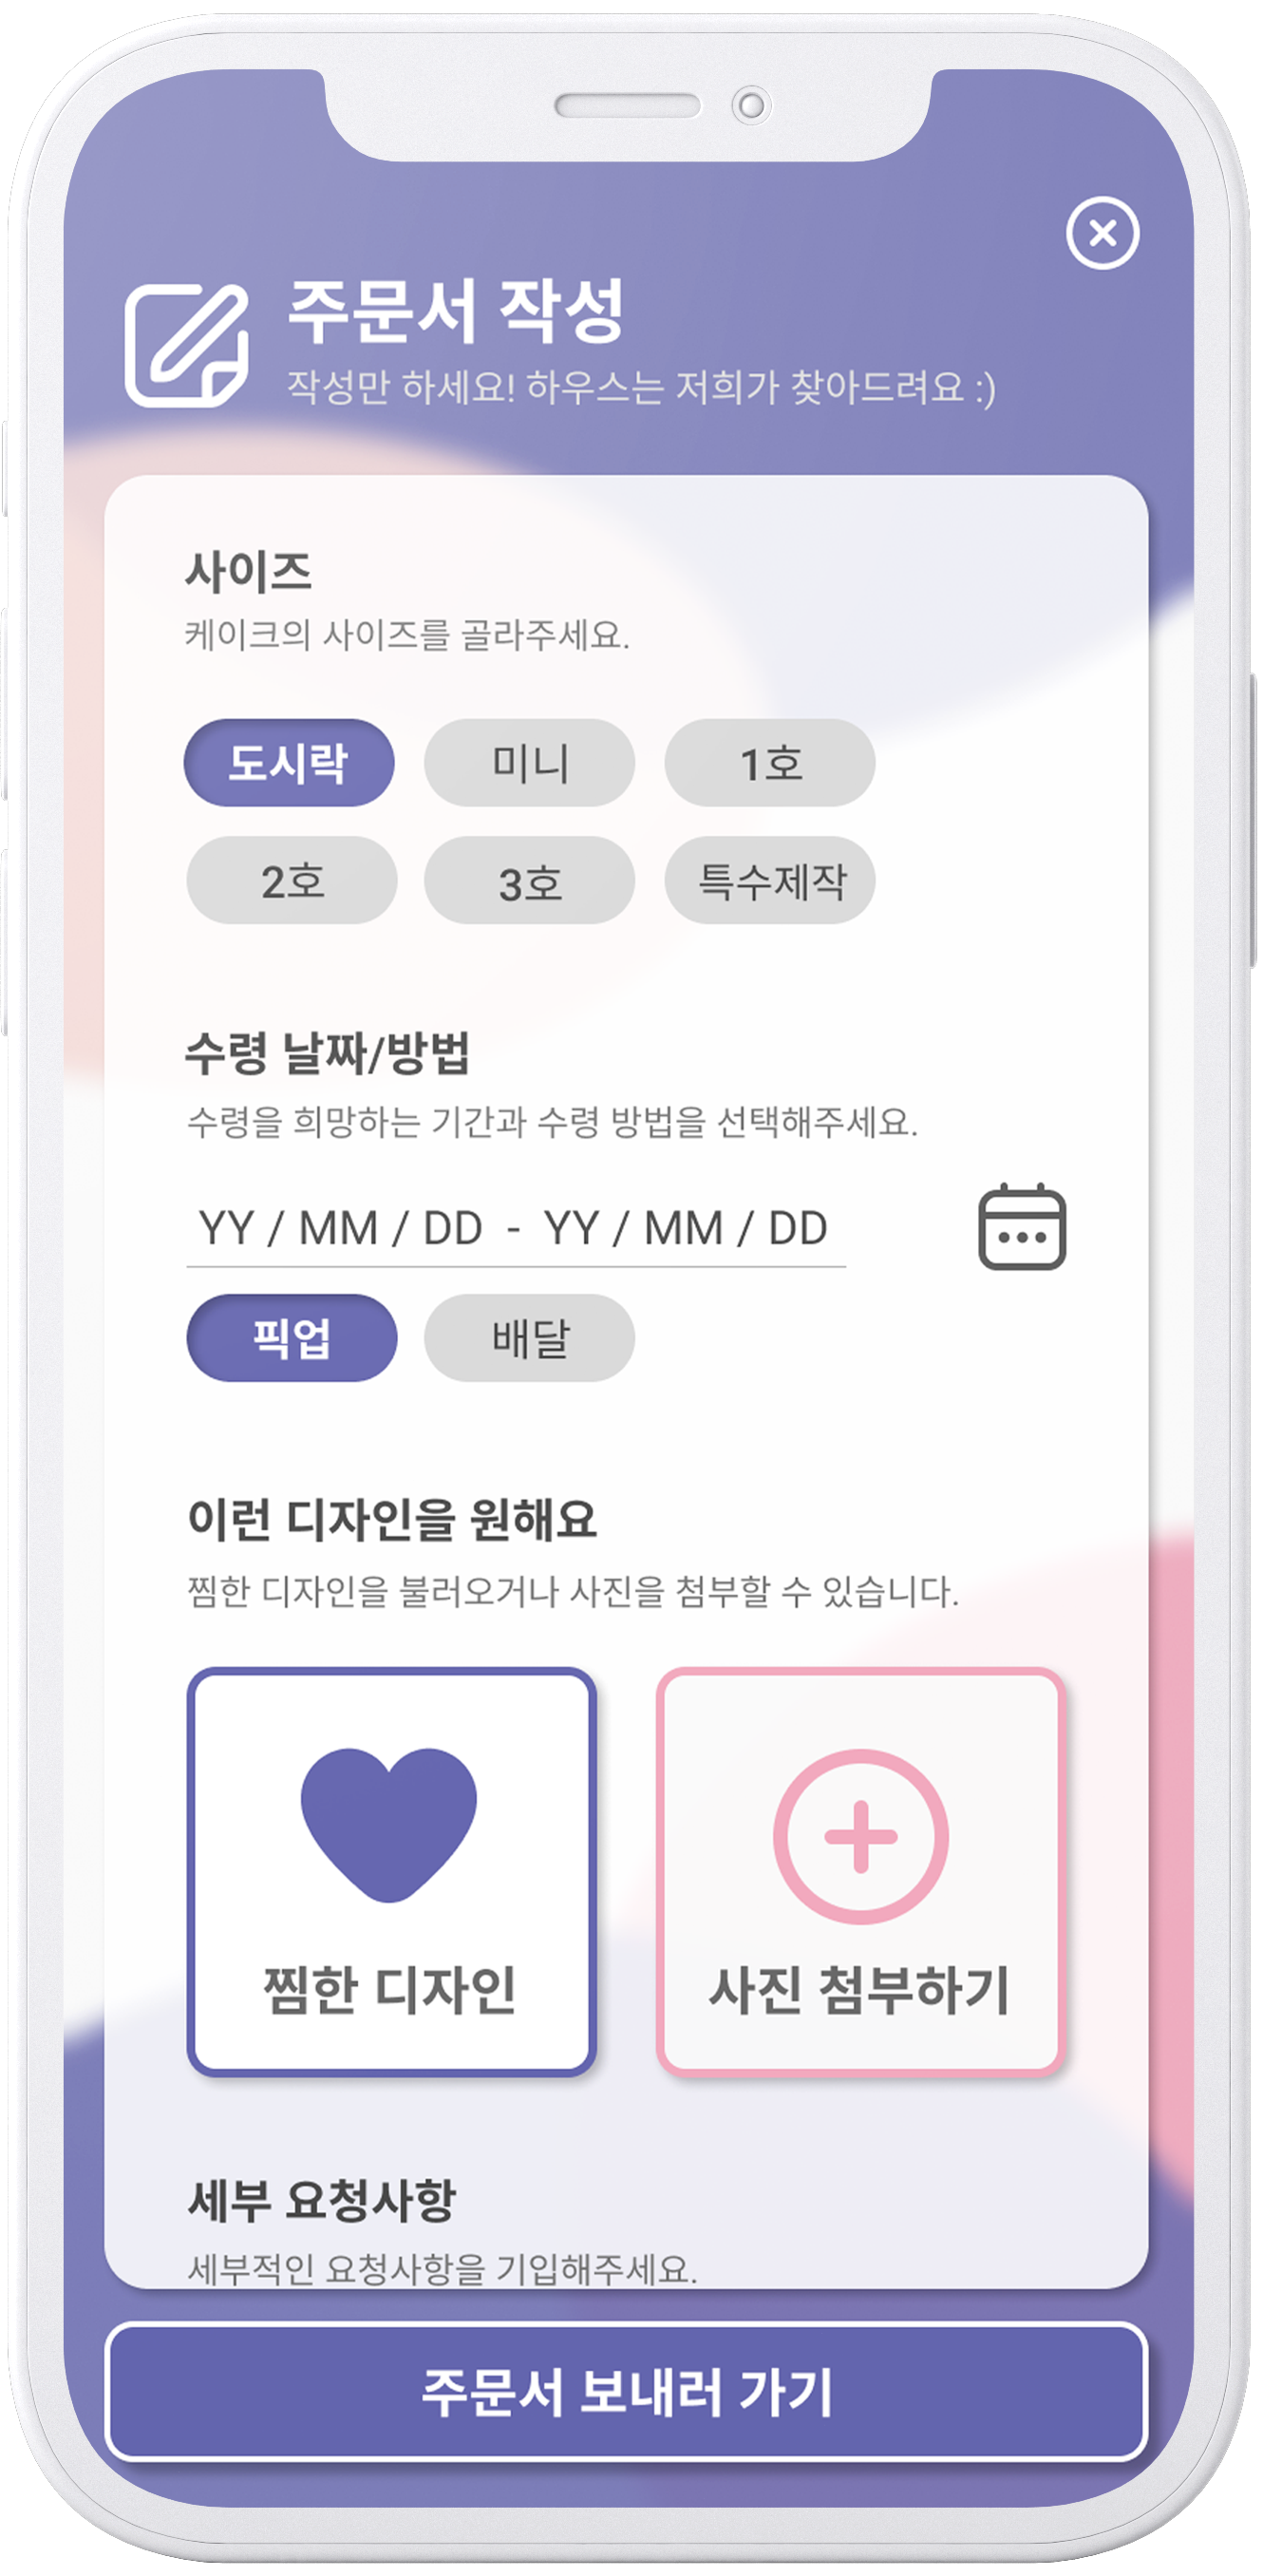 주문서 작성
작성만 하세요! 하우스는 저희가 찾아드려요 :)
사이즈
케이크의 사이즈를 골라주세요.
도시락 미니 1호
2호 3호 특수제작
수령 날짜/방법
수령을 희망하는 기간과 수령 방법을 선택해주세요.
YY / MM / DD - YY / MM / DD
픽업 배달
이런 디자인을 원해요
찜한 디자인을 불러오거나 사진을 첨부할 수 있습니다.
찜한 디자인 사진 첨부하기
세부 요청사항
세부적인 요청사항을 기입해주세요.
주문서 보내러 가기